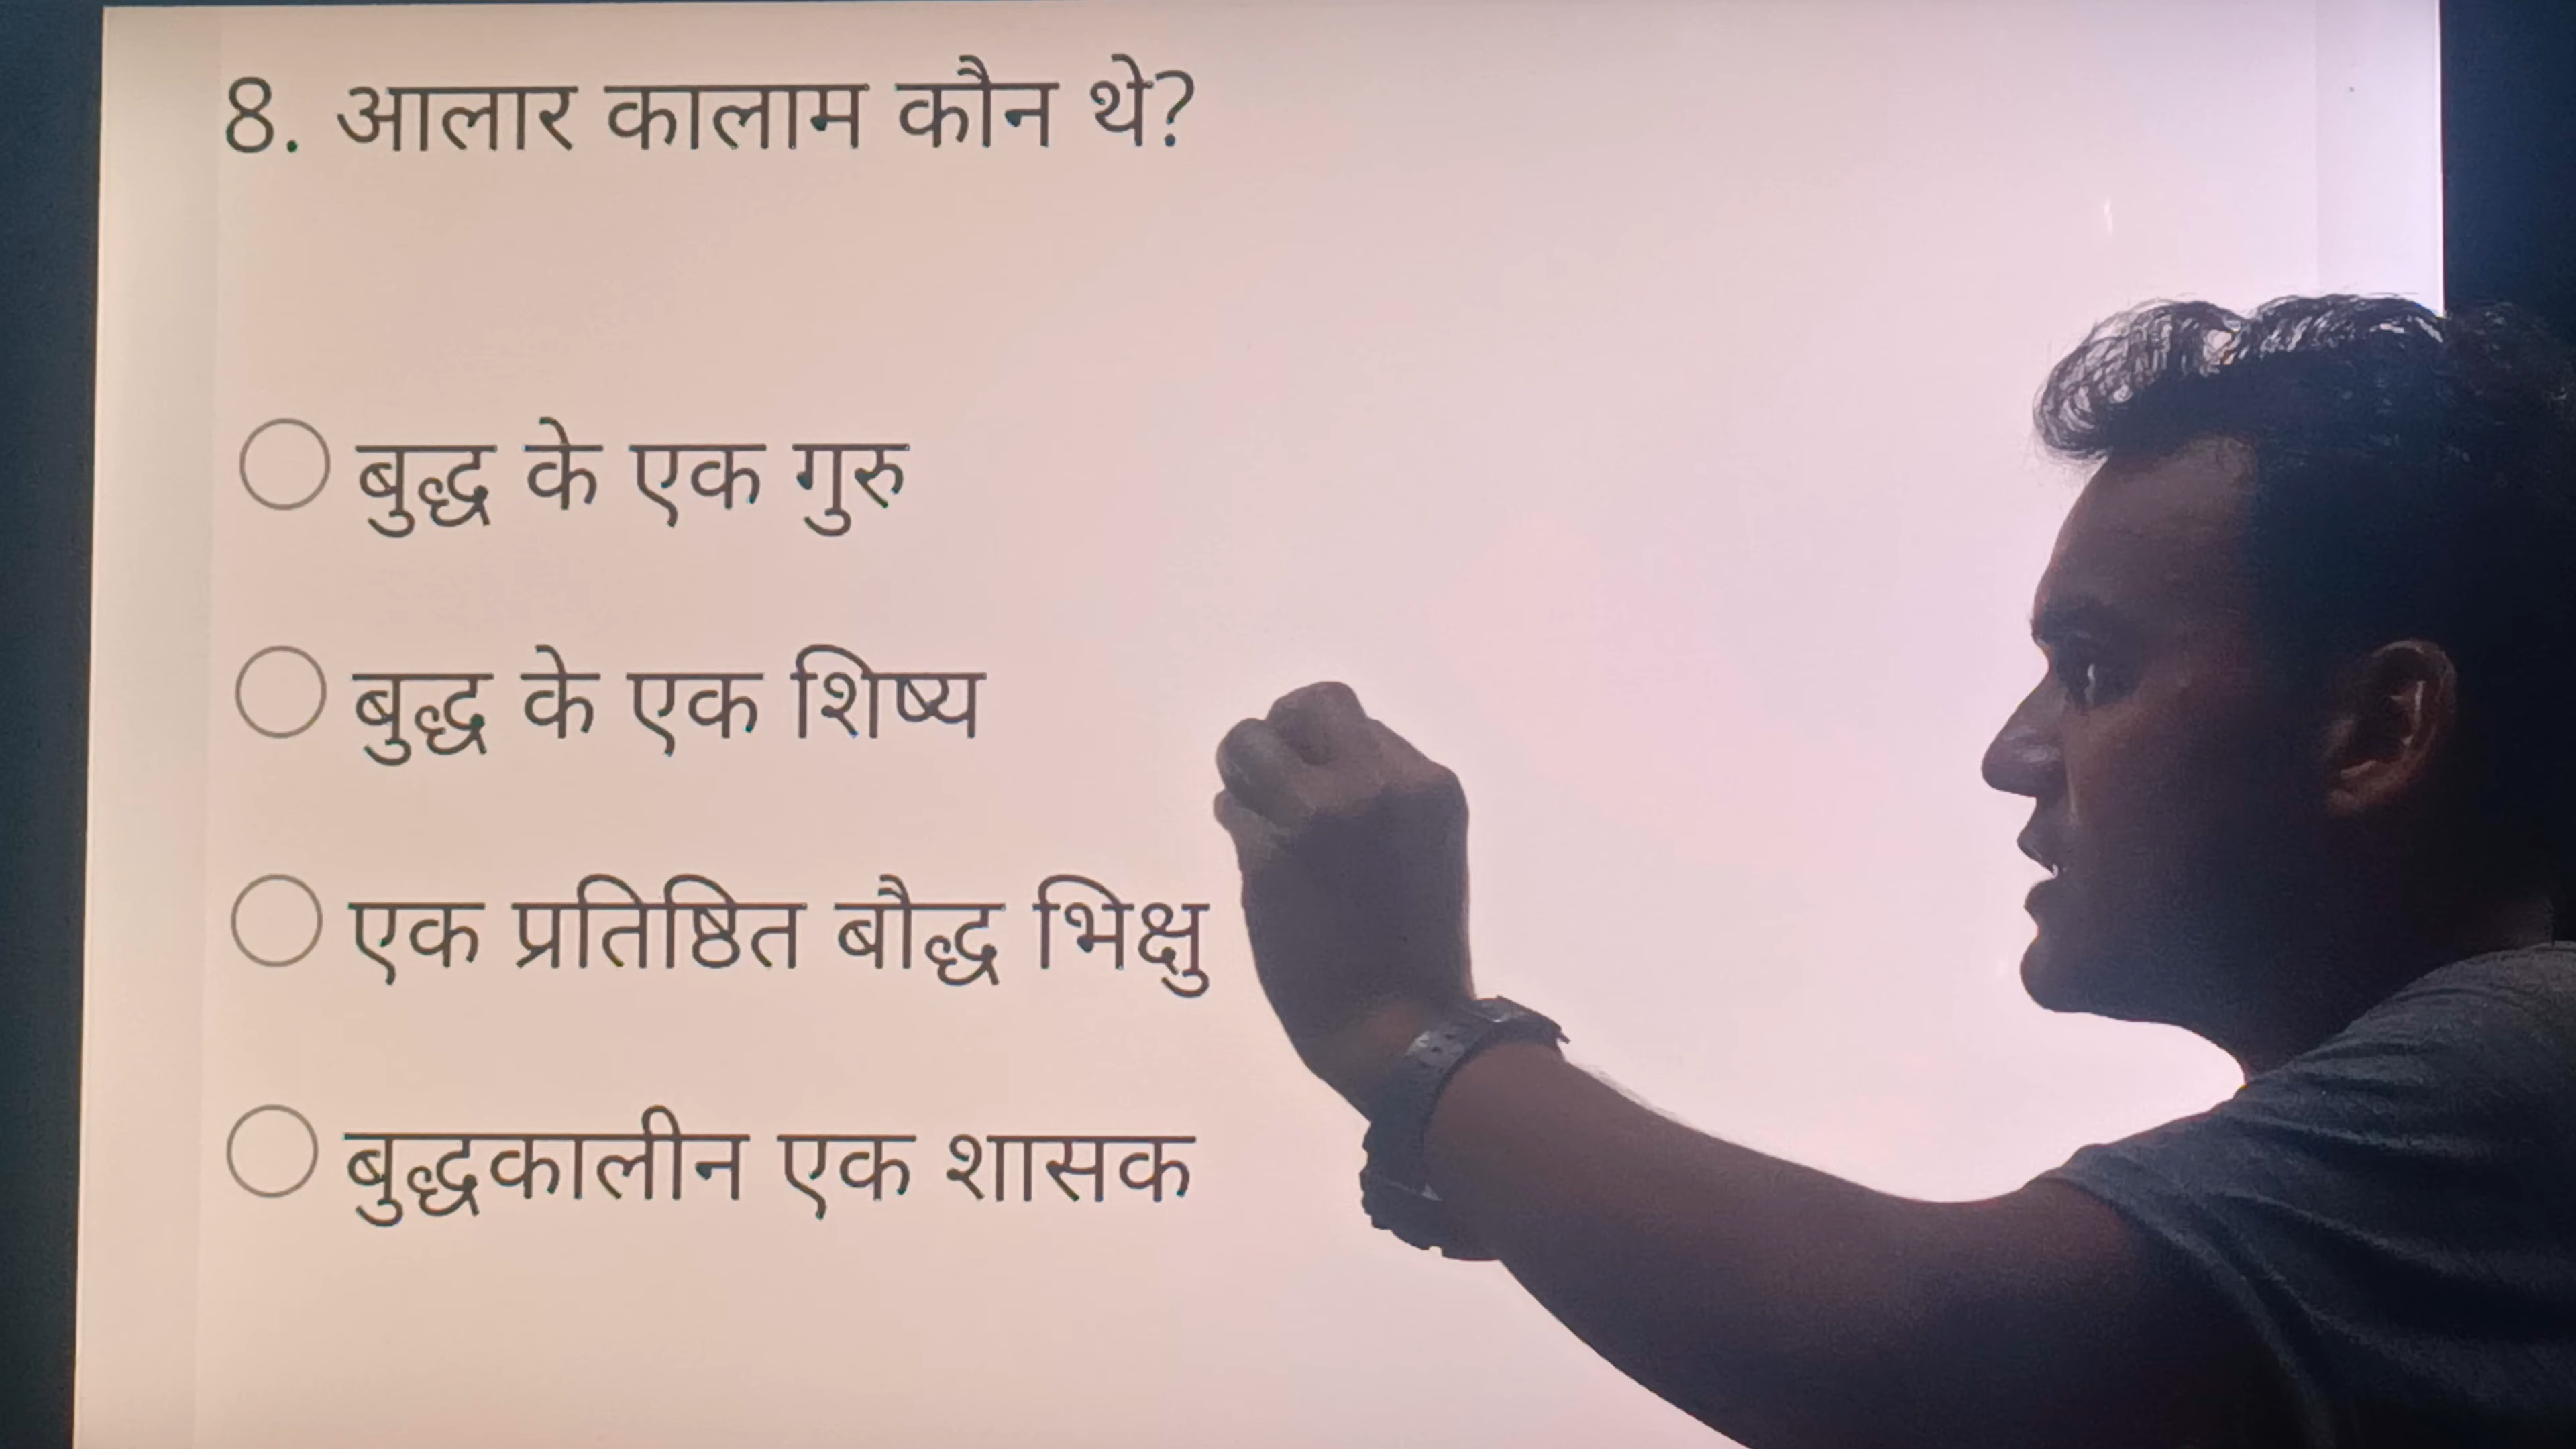 8. आलार कालाम कौन थे?
बुद्ध के एक गुरु
बुद्ध के एक शिष्य
एक प्रतिष्ठित बौद्ध भिक्षु
बुद्धकालीन एक शासक